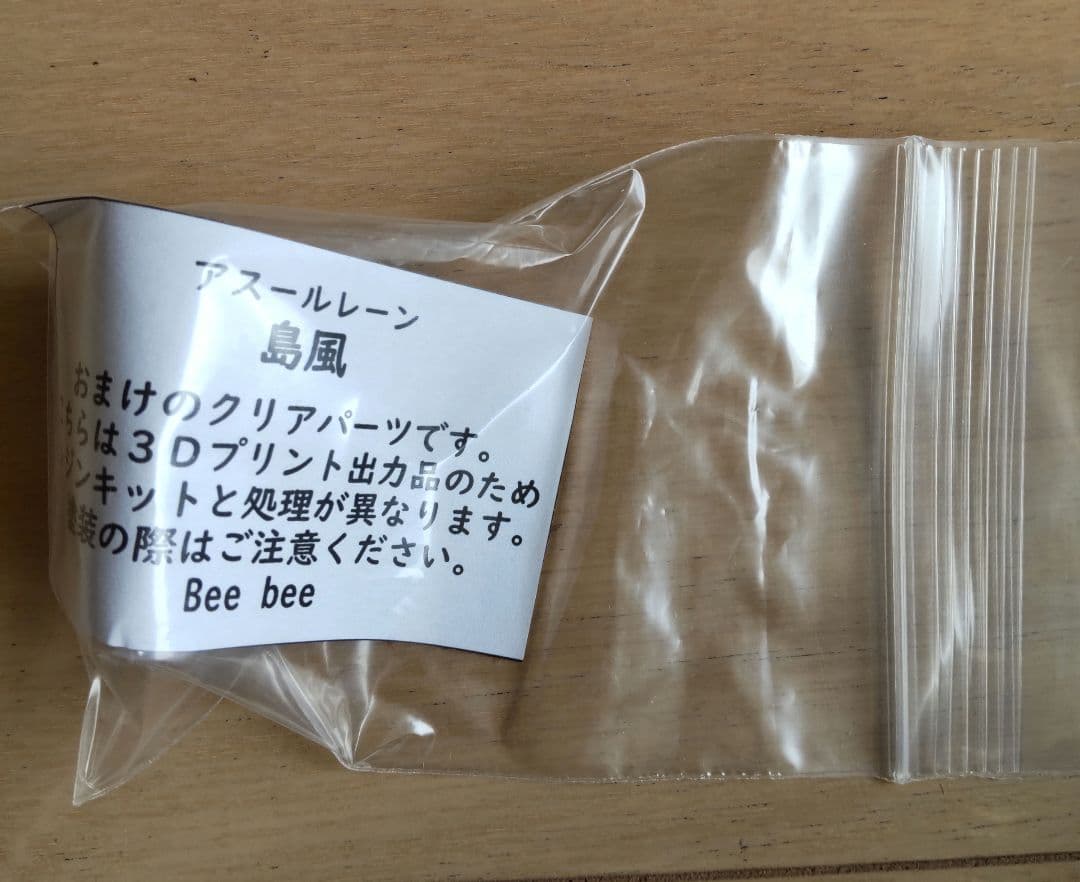 アスールレーン
島風
おまけのクリアパーツです。
こちらは３Ｄプリント出力品のため
ジンキットと処理が異なります。
塗装の際はご注意ください。
Bee bee